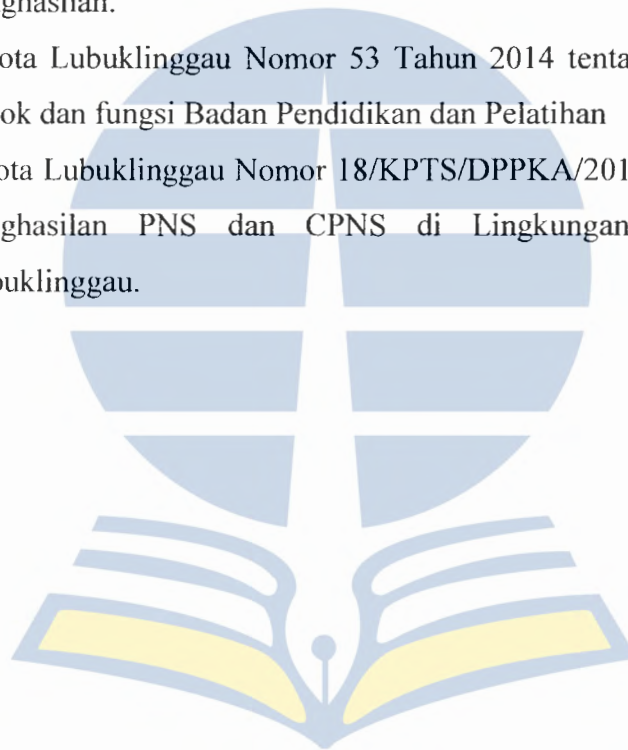 ghasilan.
ota Lubuklinggau Nomor 53 Tahun 2014 tenta
ok dan fungsi Badan Pendidikan dan Pelatihan
ota Lubuklinggau Nomor 18/KPTS/DPPKA/201
ghasilan PNS dan CPNS di Lingkungan
buklinggau.